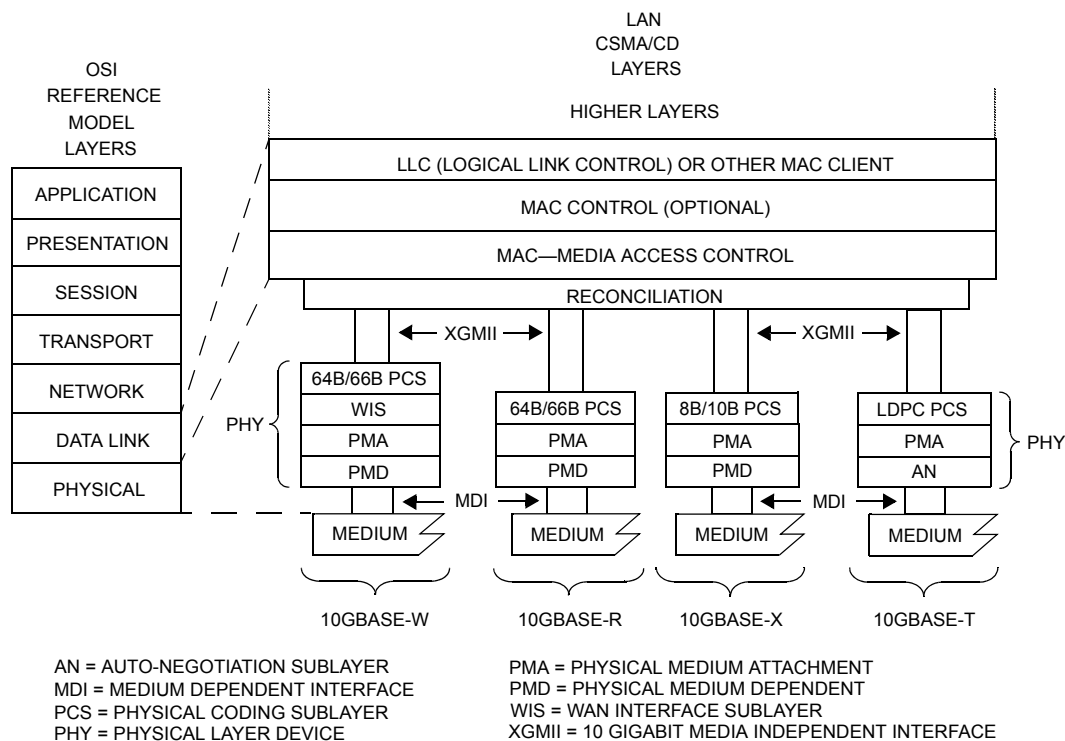 LAN
CSMA/CD
LAYERS
OSI
REFERENCE
MODEL
LAYERS
HIGHER LAYERS
LLC (LOGICAL LINK CONTROL) OR OTHER MAC CLIENT
APPLICATION
MAC CONTROL (OPTIONAL)
PRESENTATION
MAC—MEDIA ACCESS CONTROL
SESSION
RECONCILIATION
TRANSPORT
XGMII
XGMII
NETWORK
DATA LINK
PHYSICAL
PHY
64B/66B PCS
WIS
PMA
PMD
64B/66B PCS
PMA
PMD
8B/10B PCS
PMA
PMD
LDPC PCS
PMA
AN
PHY
MDI
MDI
MEDIUM
MEDIUM
MEDIUM
MEDIUM
10GBASE-W
10GBASE-R
10GBASE-X
10GBASE-T
AN = AUTO-NEGOTIATION SUBLAYER
MDI = MEDIUM DEPENDENT INTERFACE
PCS = PHYSICAL CODING SUBLAYER
PHY = PHYSICAL LAYER DEVICE
PMA = PHYSICAL MEDIUM ATTACHMENT
PMD = PHYSICAL MEDIUM DEPENDENT
WIS = WAN INTERFACE SUBLAYER
XGMII = 10 GIGABIT MEDIA INDEPENDENT INTERFACE